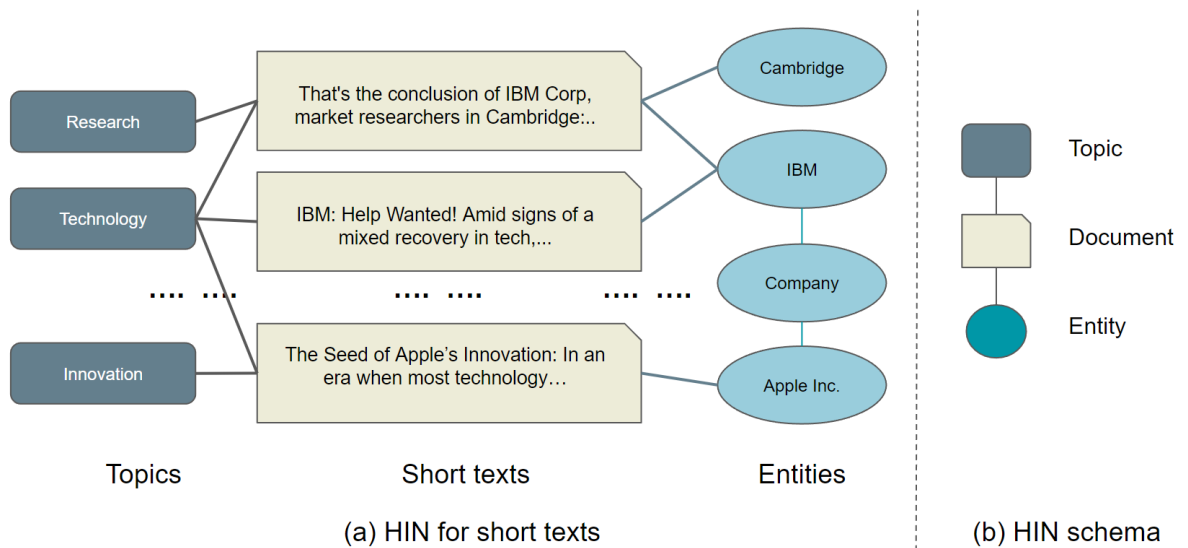 Research
Technology
Innovation
That's the conclusion of IBM Corp,
market researchers in Cambridge:..
IBM: Help Wanted! Amid signs of a
mixed recovery in tech,...
.... ....
.... ....
.... ....
The Seed of Apple’s Innovation: In an
era when most technology…
Cambridge
IBM
Company
Apple Inc.
Topics
Short texts
Entities
(a) HIN for short texts
Topic
Document
Entity
(b) HIN schema